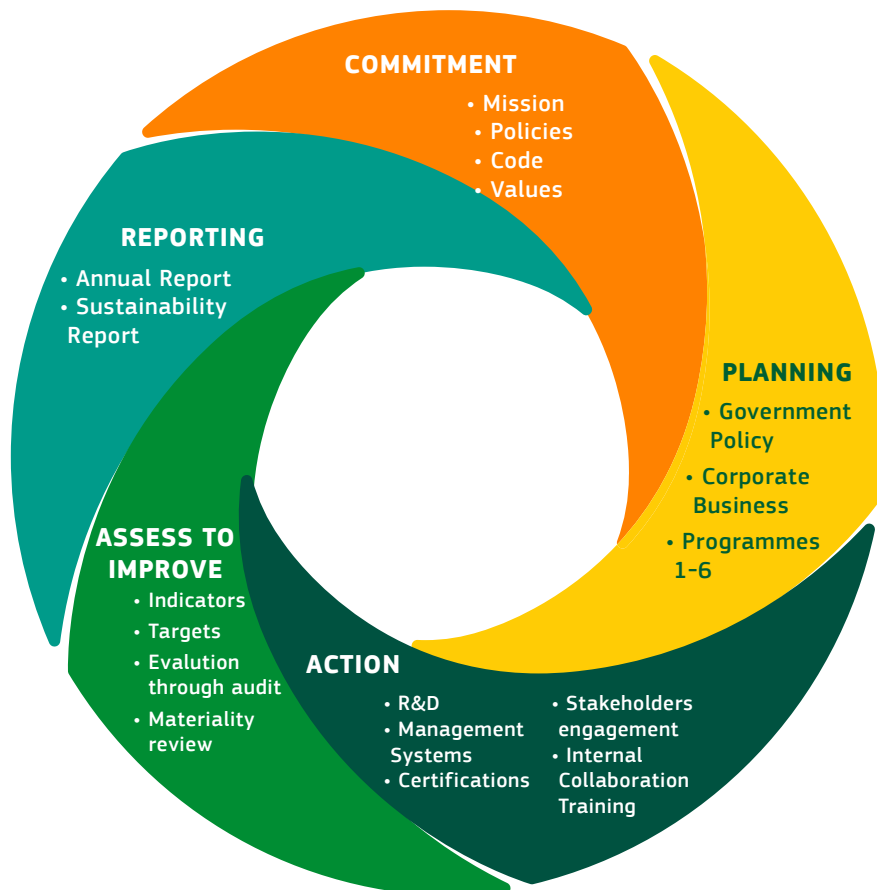 COMMITMENT
• Mission
• Policies
• Code
• Values
PLANNING
• Government
Policy
• Corporate
Business
• Programmes
1-6
ACTION
• R&D
• Management
Systems
• Certifications
• Stakeholders
engagement
• Internal
Collaboration
Training
ASSESS TO
IMPROVE
• Indicators
• Targets
• Evalution
through audit
• Materiality
review
REPORTING
• Annual Report
• Sustainability
Report